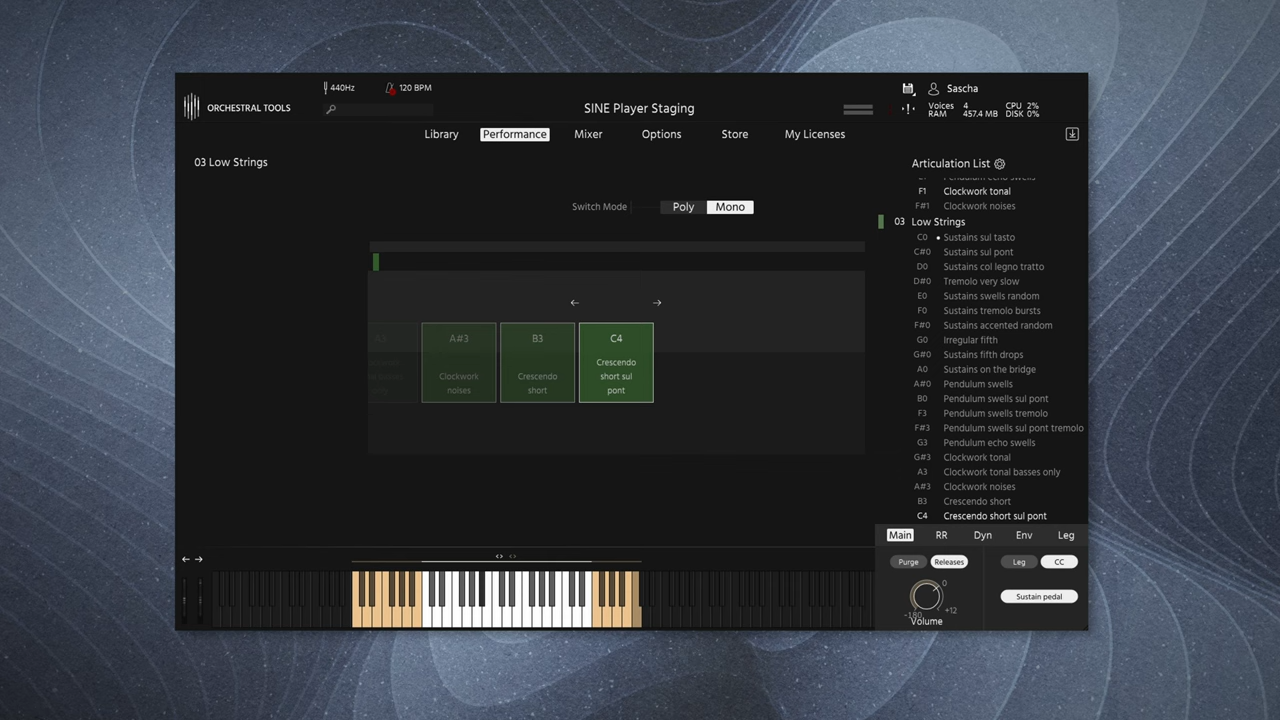 440Hz
120 BPM
Sascha
ORCHESTRAL TOOLS
SINE Player Staging
Voices 4 CPU 2%
RAM 457.4 MB DISK 0%
Library Performance Mixer Options Store My Licenses
03 Low Strings
Switch Mode Poly Mono
A#3
Clockwork
noises
B3
Crescendo
short
C4
Crescendo
short sul
pont
Articulation List
Pendulum echo swells
F1 Clockwork tonal
F#1 Clockwork noises
03 Low Strings
C0 Sustains sul tasto
C#0 Sustains sul pont
D0 Sustains col legno tratto
D#0 Tremolo very slow
E0 Sustains swells random
F0 Sustains tremolo bursts
F#0 Sustains accented random
G0 Irregular fifth
G#0 Sustains fifth drops
A0 Sustains on the bridge
A#0 Pendulum swells
B0 Pendulum swells sul pont
F3 Pendulum swells tremolo
F#3 Pendulum swells sul pont tremolo
G3 Pendulum echo swells
G#3 Clockwork tonal
A3 Clockwork tonal basses only
A#3 Clockwork noises
B3 Crescendo short
C4 Crescendo short sul pont
Main RR Dyn Env Leg
Purge Releases Leg CC
0
-180 +12
Volume
Sustain pedal